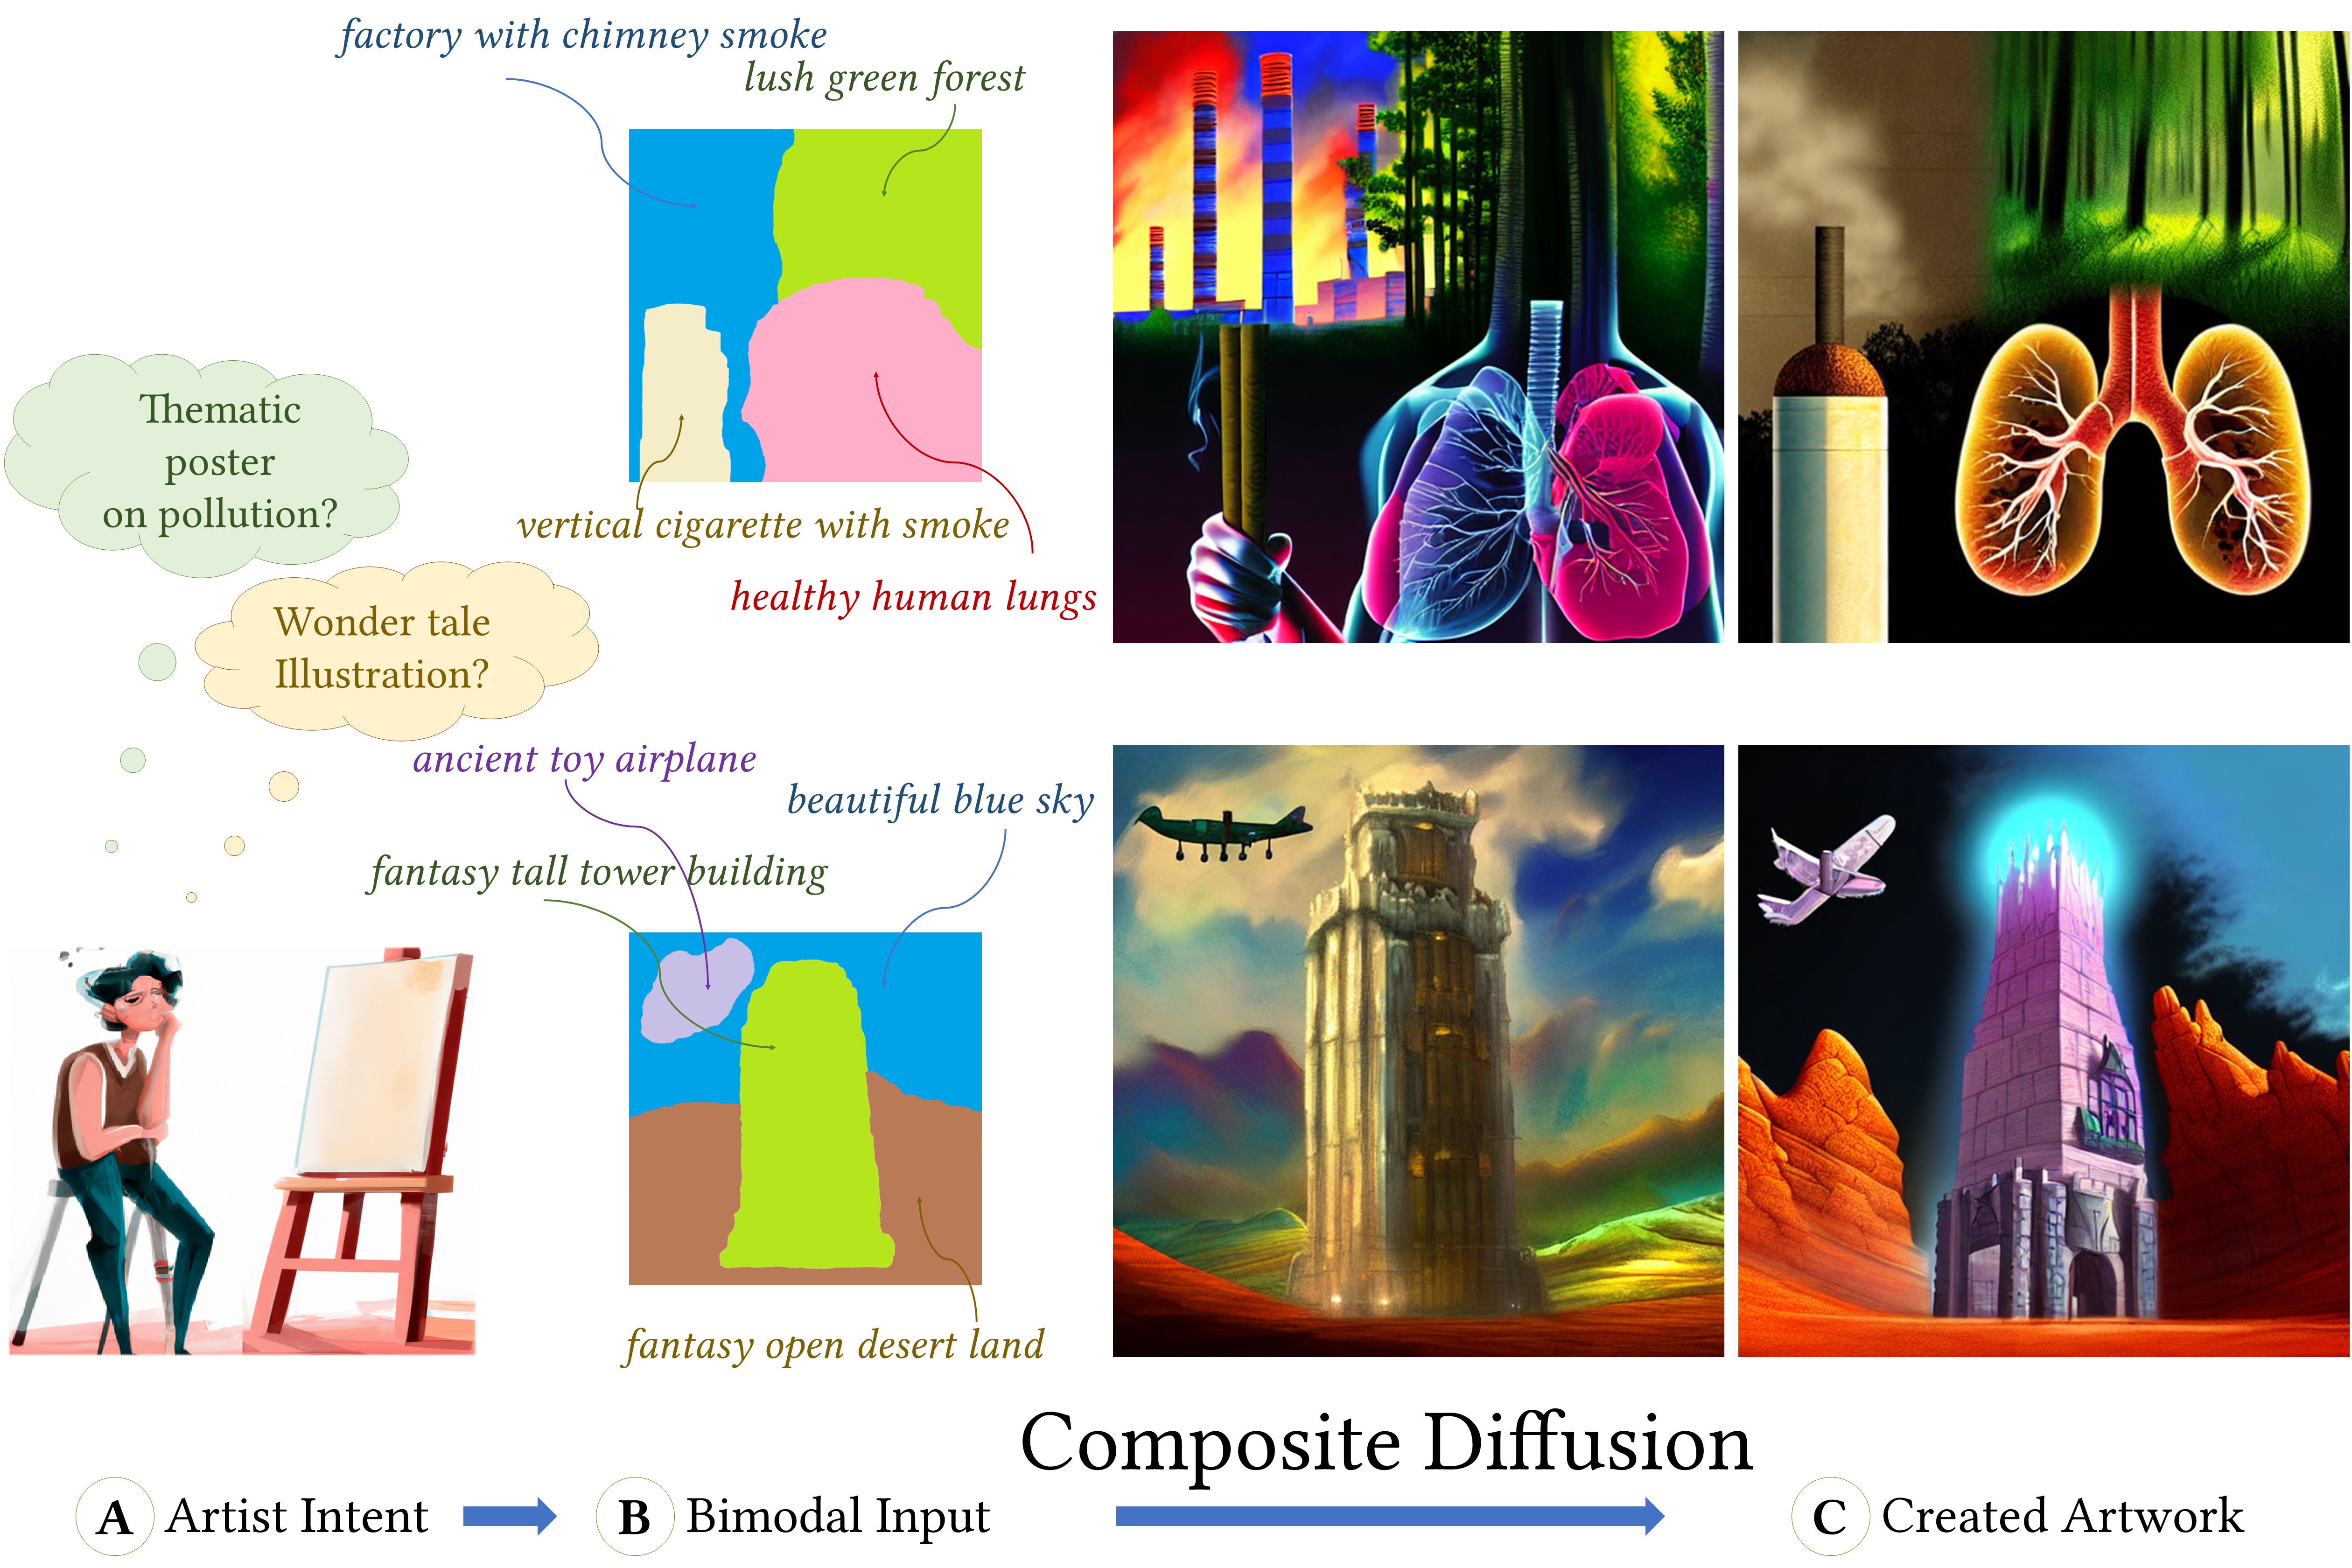 factory with chimney smoke
lush green forest
Thematic
poster
on pollution?
vertical cigarette with smoke
healthy human lungs
Wonder tale
Illustration?
ancient toy airplane
beautiful blue sky
fantasy tall tower building
fantasy open desert land
Composite Diffusion
A Artist Intent
B Bimodal Input
C Created Artwork